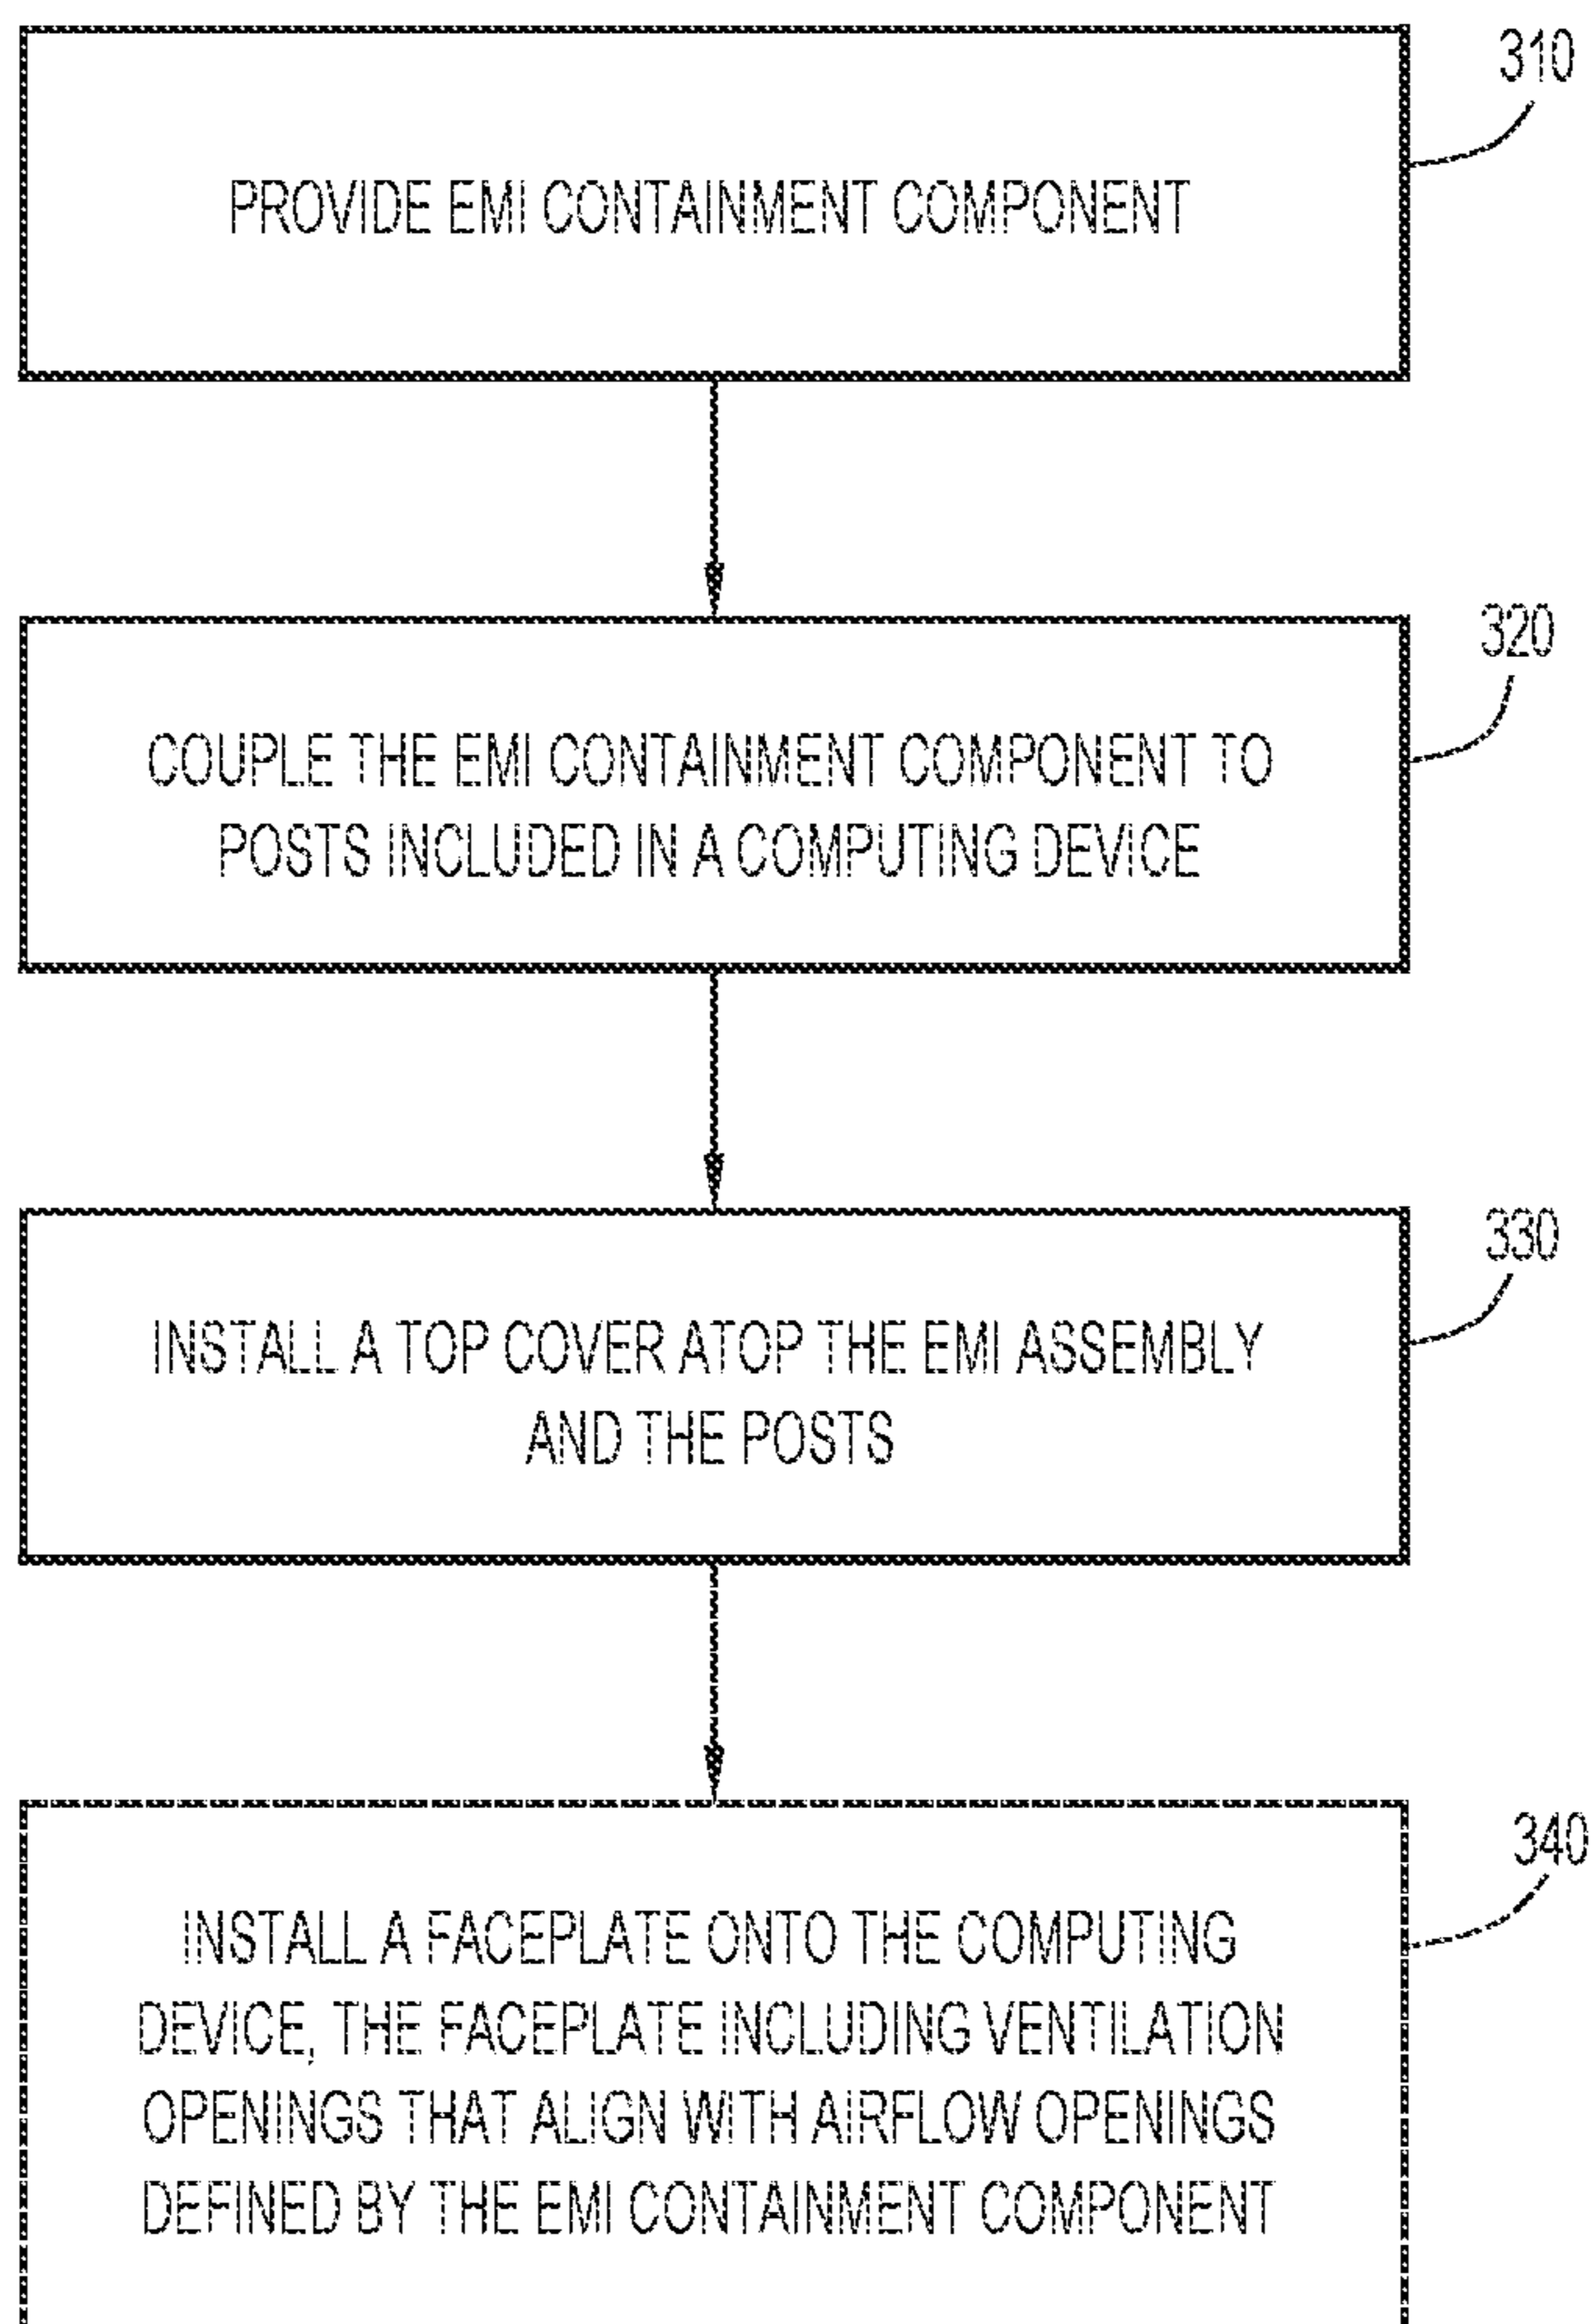 310
PROVIDE EMI CONTAINMENT COMPONENT
320
COUPLE THE EMI CONTAINMENT COMPONENT TO
POSTS INCLUDED IN A COMPUTING DEVICE
330
INSTALL A TOP COVER ATOP THE EMI ASSEMBLY
AND THE POSTS
340
INSTALL A FACEPLATE ONTO THE COMPUTING
DEVICE, THE FACEPLATE INCLUDING VENTILATION
OPENINGS THAT ALIGN WITH AIRFLOW OPENINGS
DEFINED BY THE EMI CONTAINMENT COMPONENT